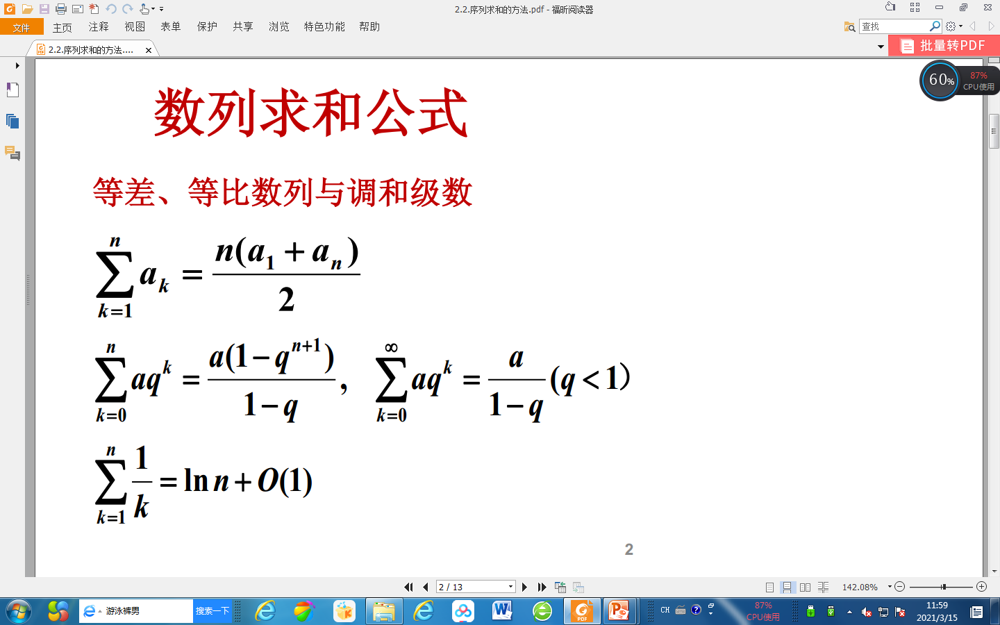 2.2.序列求和的方法.pdf - 福昕阅读器
文件 主页 注释 视图 表单 保护 共享 浏览 特色功能 帮助
查找
2.2.序列求和的方法....
批量转PDF
60%
87%
CPU使用
数列求和公式
等差、等比数列与调和级数
\sum_{k=1}^{n} a_k = \frac{n(a_1 + a_n)}{2}
\sum_{k=0}^{n} aq^k = \frac{a(1-q^{n+1})}{1-q}, \sum_{k=0}^{\infty} aq^k = \frac{a}{1-q} (q < 1)
\sum_{k=1}^{n} \frac{1}{k} = \ln n + O(1)
2
2 / 13
142.08%
游泳裤男 搜索一下
CH
87%
CPU使用
11:59
2021/3/15